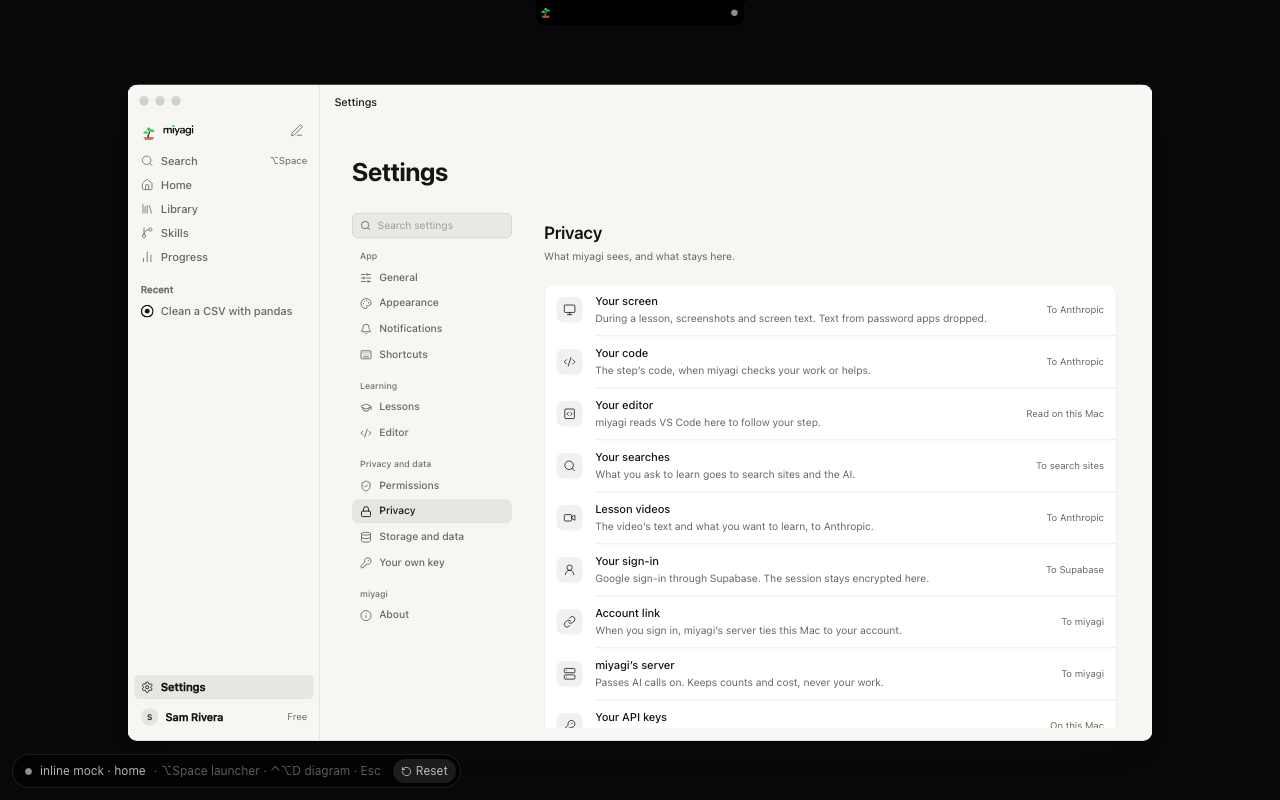 Settings
miyagi
Search ⌥Space
Home
Library
Skills
Progress
Recent
Clean a CSV with pandas
Settings
Sam Rivera Free
S
Settings
Search settings
App
General
Appearance
Notifications
Shortcuts
Learning
Lessons
Editor
Privacy and data
Permissions
Privacy
Storage and data
Your own key
miyagi
About
Privacy
What miyagi sees, and what stays here.
Your screen
During a lesson, screenshots and screen text. Text from password apps dropped.
To Anthropic
Your code
The step's code, when miyagi checks your work or helps.
To Anthropic
Your editor
miyagi reads VS Code here to follow your step.
Read on this Mac
Your searches
What you ask to learn goes to search sites and the AI.
To search sites
Lesson videos
The video's text and what you want to learn, to Anthropic.
To Anthropic
Your sign-in
Google sign-in through Supabase. The session stays encrypted here.
To Supabase
Account link
When you sign in, miyagi's server ties this Mac to your account.
To miyagi
miyagi's server
Passes AI calls on. Keeps counts and cost, never your work.
To miyagi
Your API keys
On this Mac
inline mock · home · ⌥Space launcher · ^⌥D diagram · Esc Reset